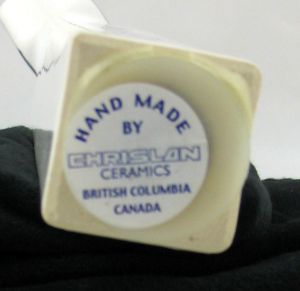 HAND MADE
BY
CHRISLAN
CERAMICS
BRITISH COLUMBIA
CANADA